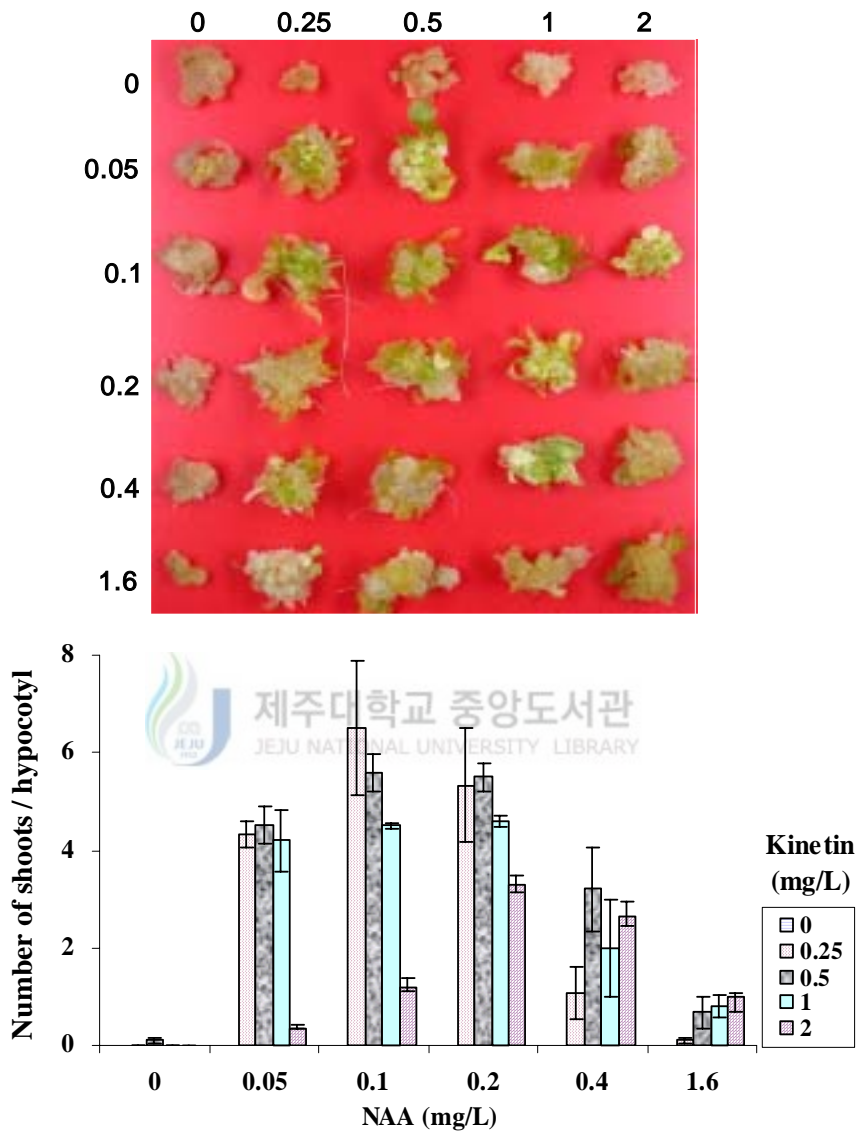 0 0.25 0.5 1 2
0
0.05
0.1
0.2
0.4
1.6
8
6
4
2
0
Number of shoots / hypocotyl
제주대학교 중앙도서관
JEJU NATIONAL UNIVERSITY LIBRARY
JEJU
1952
0 0.05 0.1 0.2 0.4 1.6
NAA (mg/L)
Kinetin
(mg/L)
0
0.25
0.5
1
2